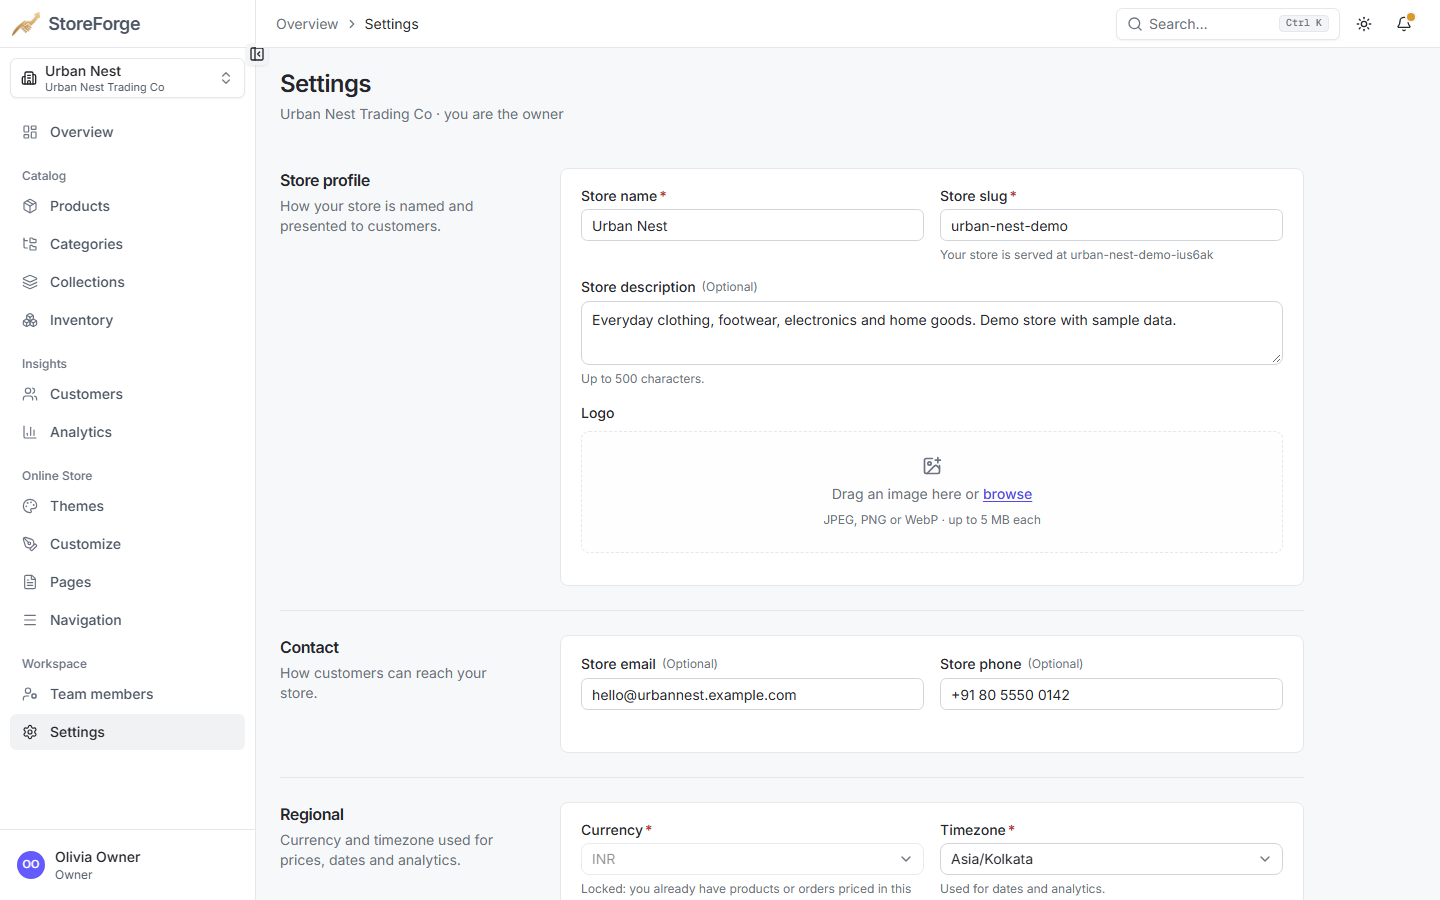 StoreForge
Overview > Settings
Search...
Ctrl K
Urban Nest
Urban Nest Trading Co
Overview
Catalog
Products
Categories
Collections
Inventory
Insights
Customers
Analytics
Online Store
Themes
Customize
Pages
Navigation
Workspace
Team members
Settings
OO
Olivia Owner
Owner
Settings
Urban Nest Trading Co · you are the owner
Store profile
How your store is named and
presented to customers.
Store name*
Urban Nest
Store slug*
urban-nest-demo
Your store is served at urban-nest-demo-ius6ak
Store description (Optional)
Everyday clothing, footwear, electronics and home goods. Demo store with sample data.
Up to 500 characters.
Logo
Drag an image here or browse
JPEG, PNG or WebP · up to 5 MB each
Contact
How customers can reach your
store.
Store email (Optional)
hello@urbannest.example.com
Store phone (Optional)
+91 80 5550 0142
Regional
Currency and timezone used for
prices, dates and analytics.
Currency*
INR
Locked: you already have products or orders priced in this
Timezone*
Asia/Kolkata
Used for dates and analytics.